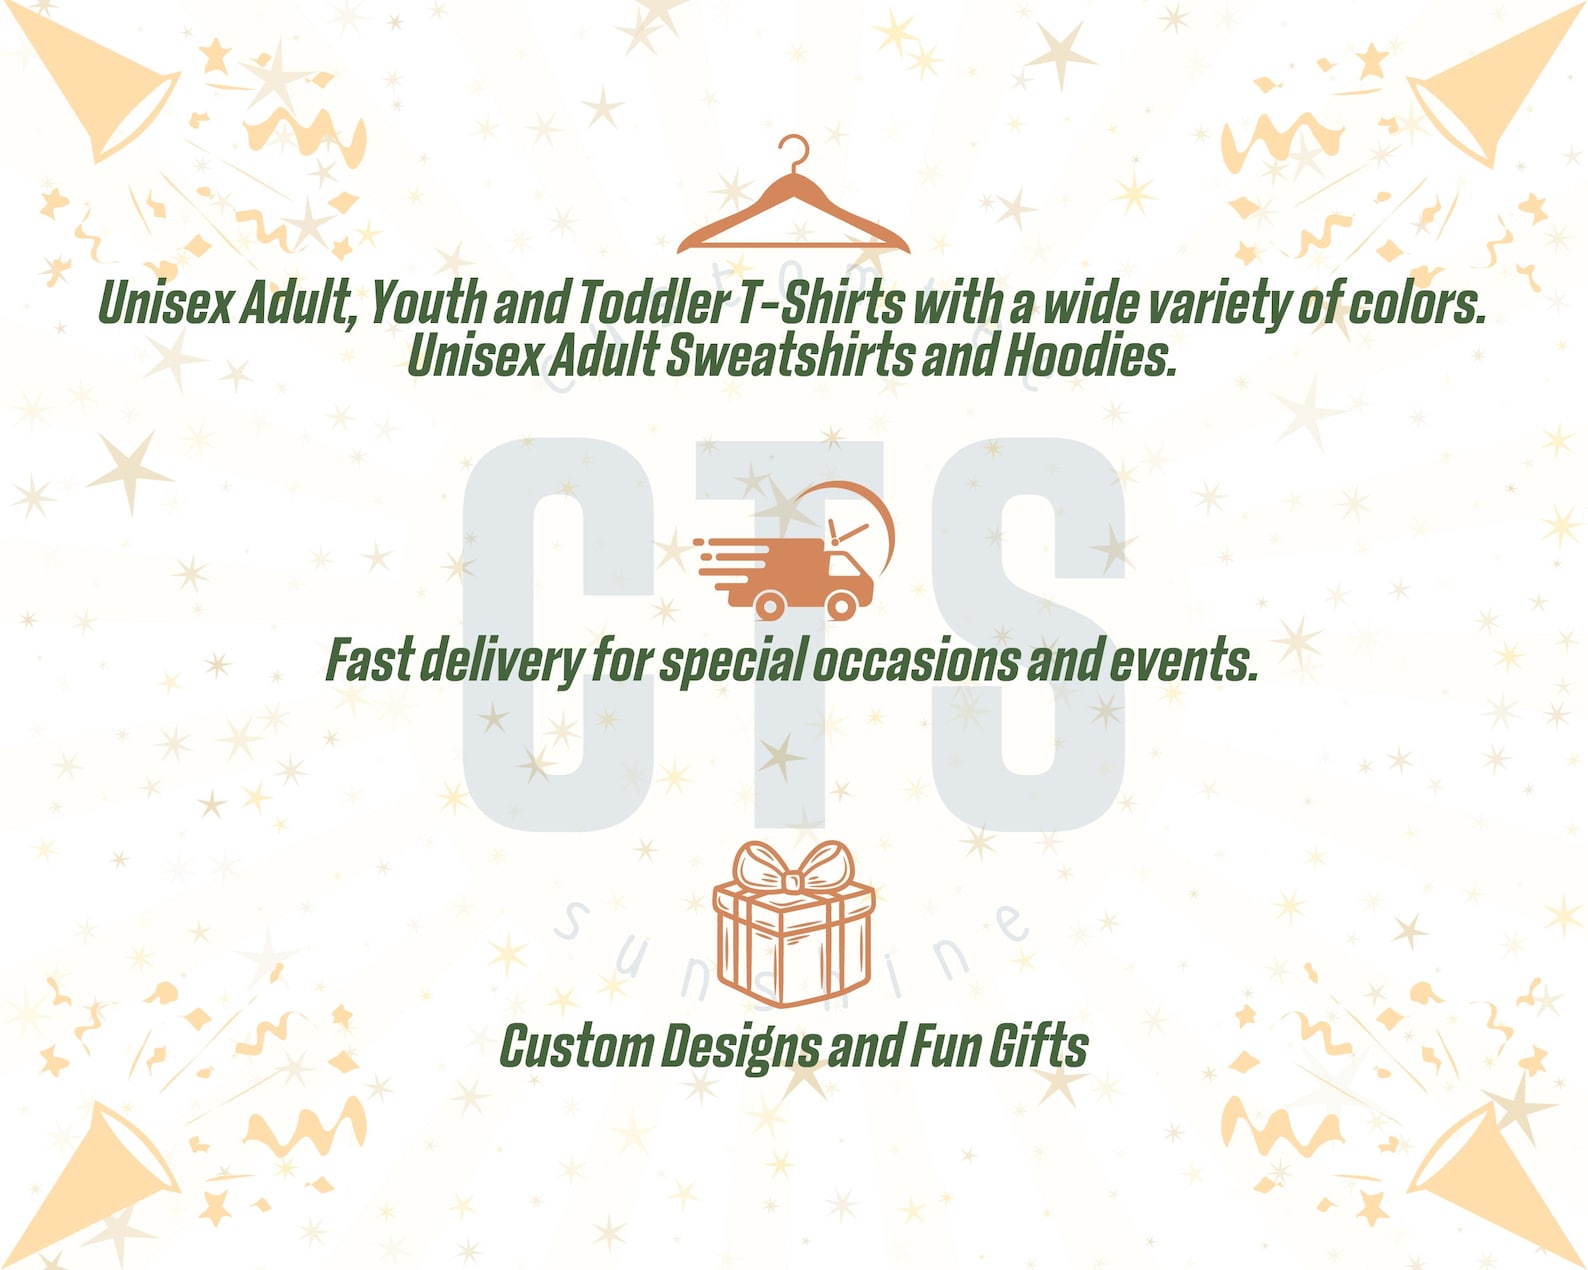 Unisex Adult, Youth and Toddler T-Shirts with a wide variety of colors.
Unisex Adult Sweatshirts and Hoodies.
CTS
Fast delivery for special occasions and events.
sunshine
Custom Designs and Fun Gifts